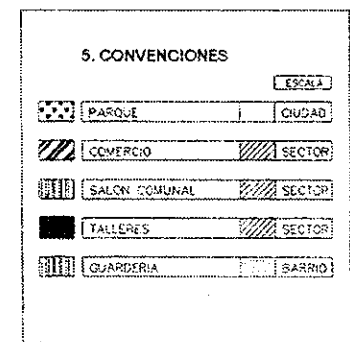 5. CONVENCIONES
ESCALA
PARQUE CIUDAD
COMERCIO SECTOR
SALON COMUNAL SECTOR
TALLERES SECTOR
GUARDERIA BARRIO